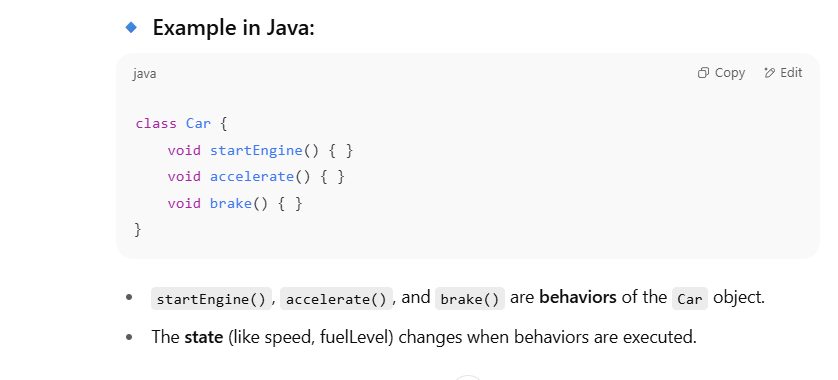 Example in Java:
java
Copy
Edit
class Car {
    void startEngine() { }
    void accelerate() { }
    void brake() { }
}
startEngine(), accelerate(), and brake() are behaviors of the Car object.
The state (like speed, fuelLevel) changes when behaviors are executed.